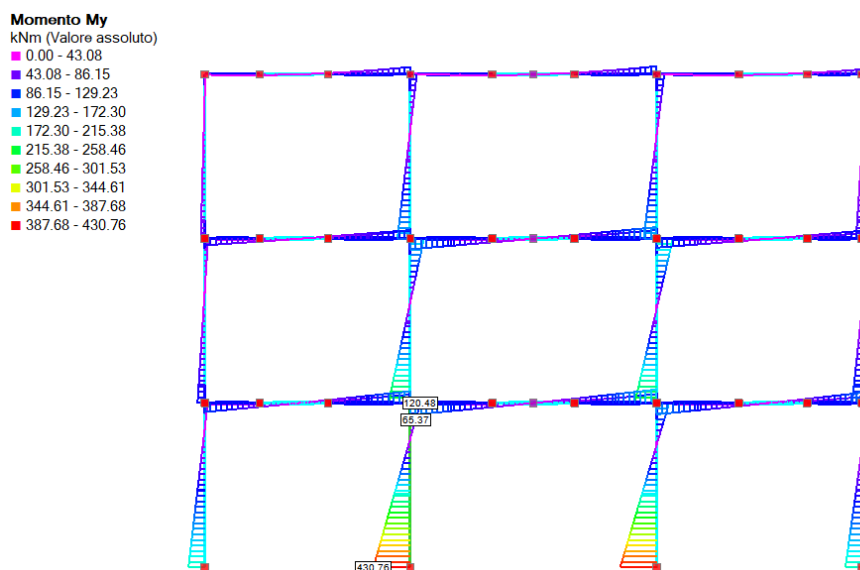 Momento My
kNm (Valore assoluto)
0.00 - 43.08
43.08 - 86.15
86.15 - 129.23
129.23 - 172.30
172.30 - 215.38
215.38 - 258.46
258.46 - 301.53
301.53 - 344.61
344.61 - 387.68
387.68 - 430.76
120.48
65.37
430.76